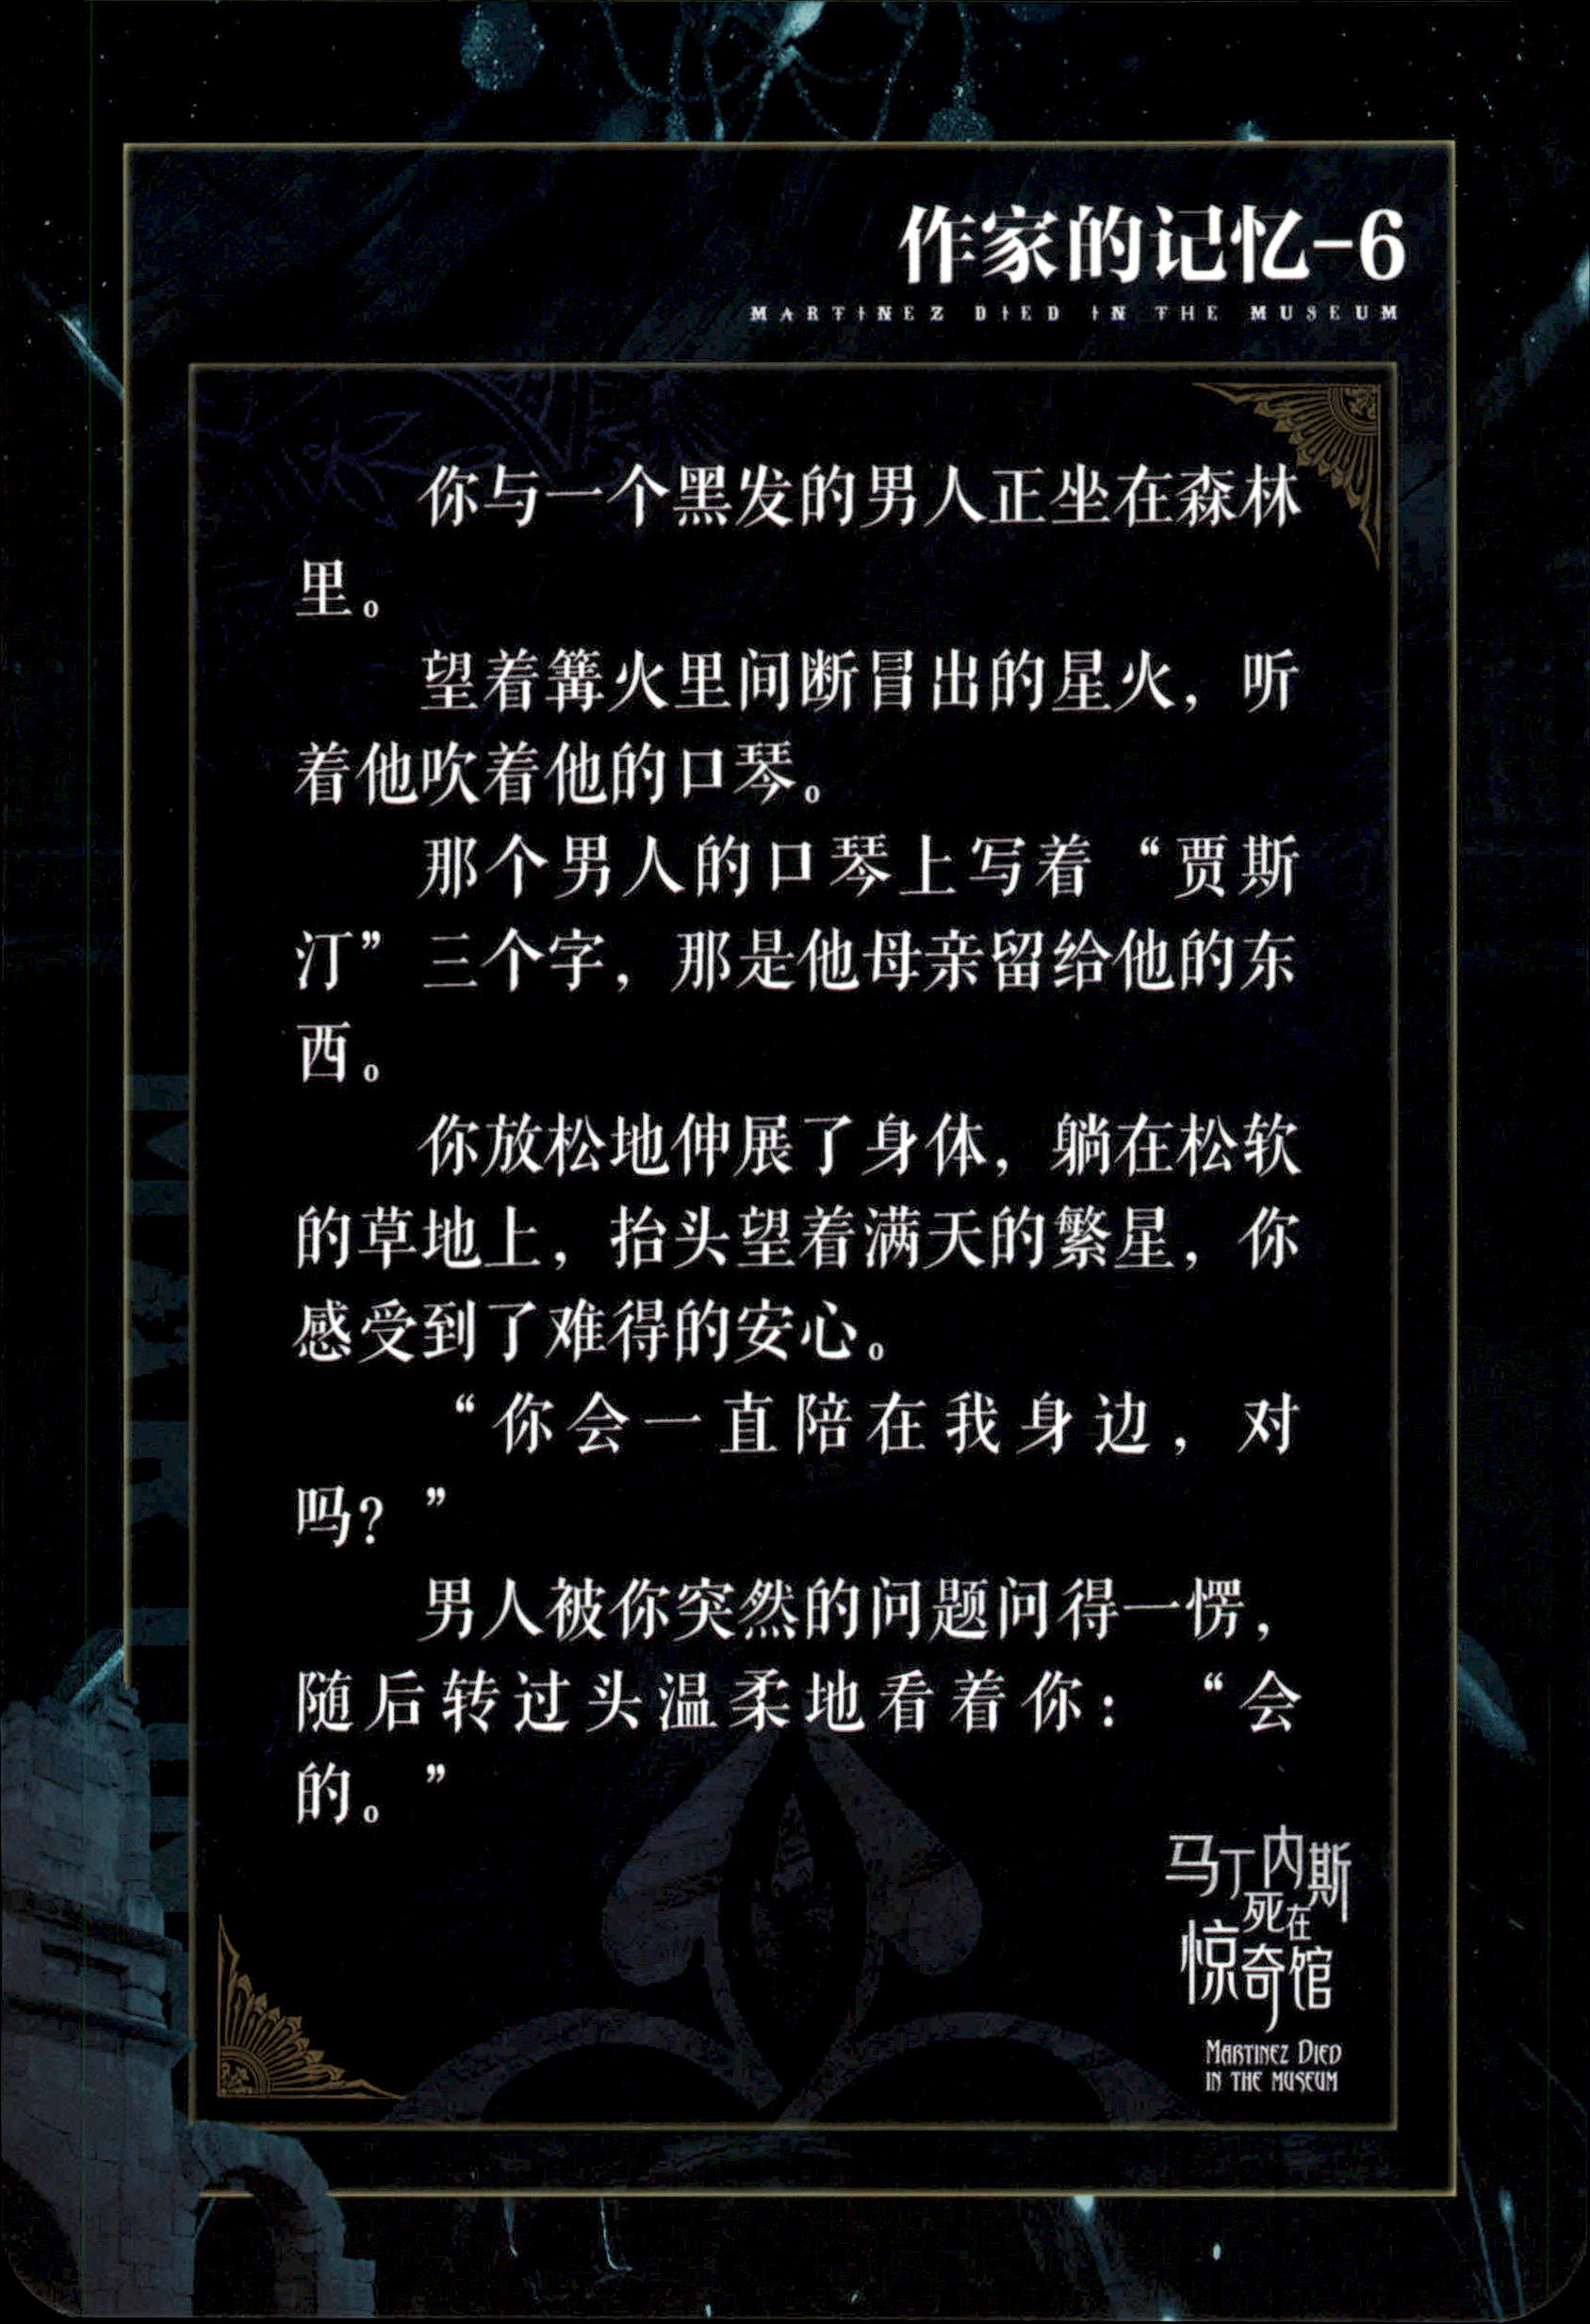 作家的记忆-6
MARTINEZ DIED IN THE MUSEUM
你与一个黑发的男人正坐在森林
里。
望着篝火里间断冒出的星火，听
着他吹着他的口琴。
那个男人的口琴上写着“贾斯
汀”三个字，那是他母亲留给他的东
西。
你放松地伸展了身体，躺在松软
的草地上，抬头望着满天的繁星，你
感受到了难得的安心。
“你会一直陪在我身边，对
吗？”
男人被你突然的问题问得一愣，
随后转过头温柔地看着你：“会
的。”
马丁内斯
死在
惊奇馆
MARTINEZ DIED
IN THE MUSEUM